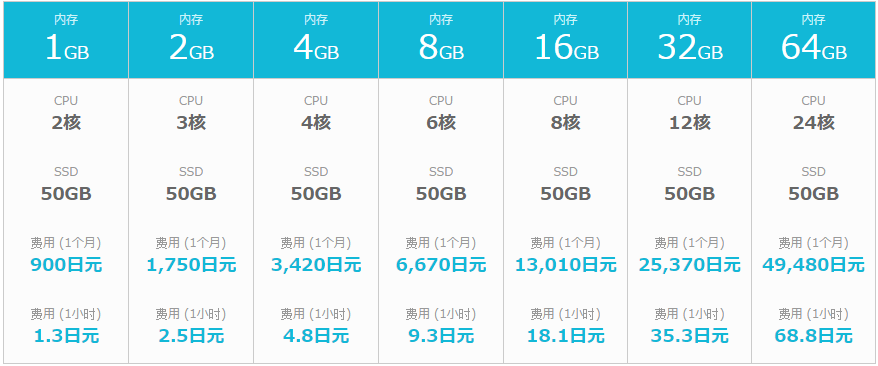 内存 内存 内存 内存 内存 内存 内存
1GB 2GB 4GB 8GB 16GB 32GB 64GB
CPU CPU CPU CPU CPU CPU CPU
2核 3核 4核 6核 8核 12核 24核
SSD SSD SSD SSD SSD SSD SSD
50GB 50GB 50GB 50GB 50GB 50GB 50GB
费用 (1个月) 费用 (1个月) 费用 (1个月) 费用 (1个月) 费用 (1个月) 费用 (1个月) 费用 (1个月)
900日元 1,750日元 3,420日元 6,670日元 13,010日元 25,370日元 49,480日元
费用 (1小时) 费用 (1小时) 费用 (1小时) 费用 (1小时) 费用 (1小时) 费用 (1小时) 费用 (1小时)
1.3日元 2.5日元 4.8日元 9.3日元 18.1日元 35.3日元 68.8日元